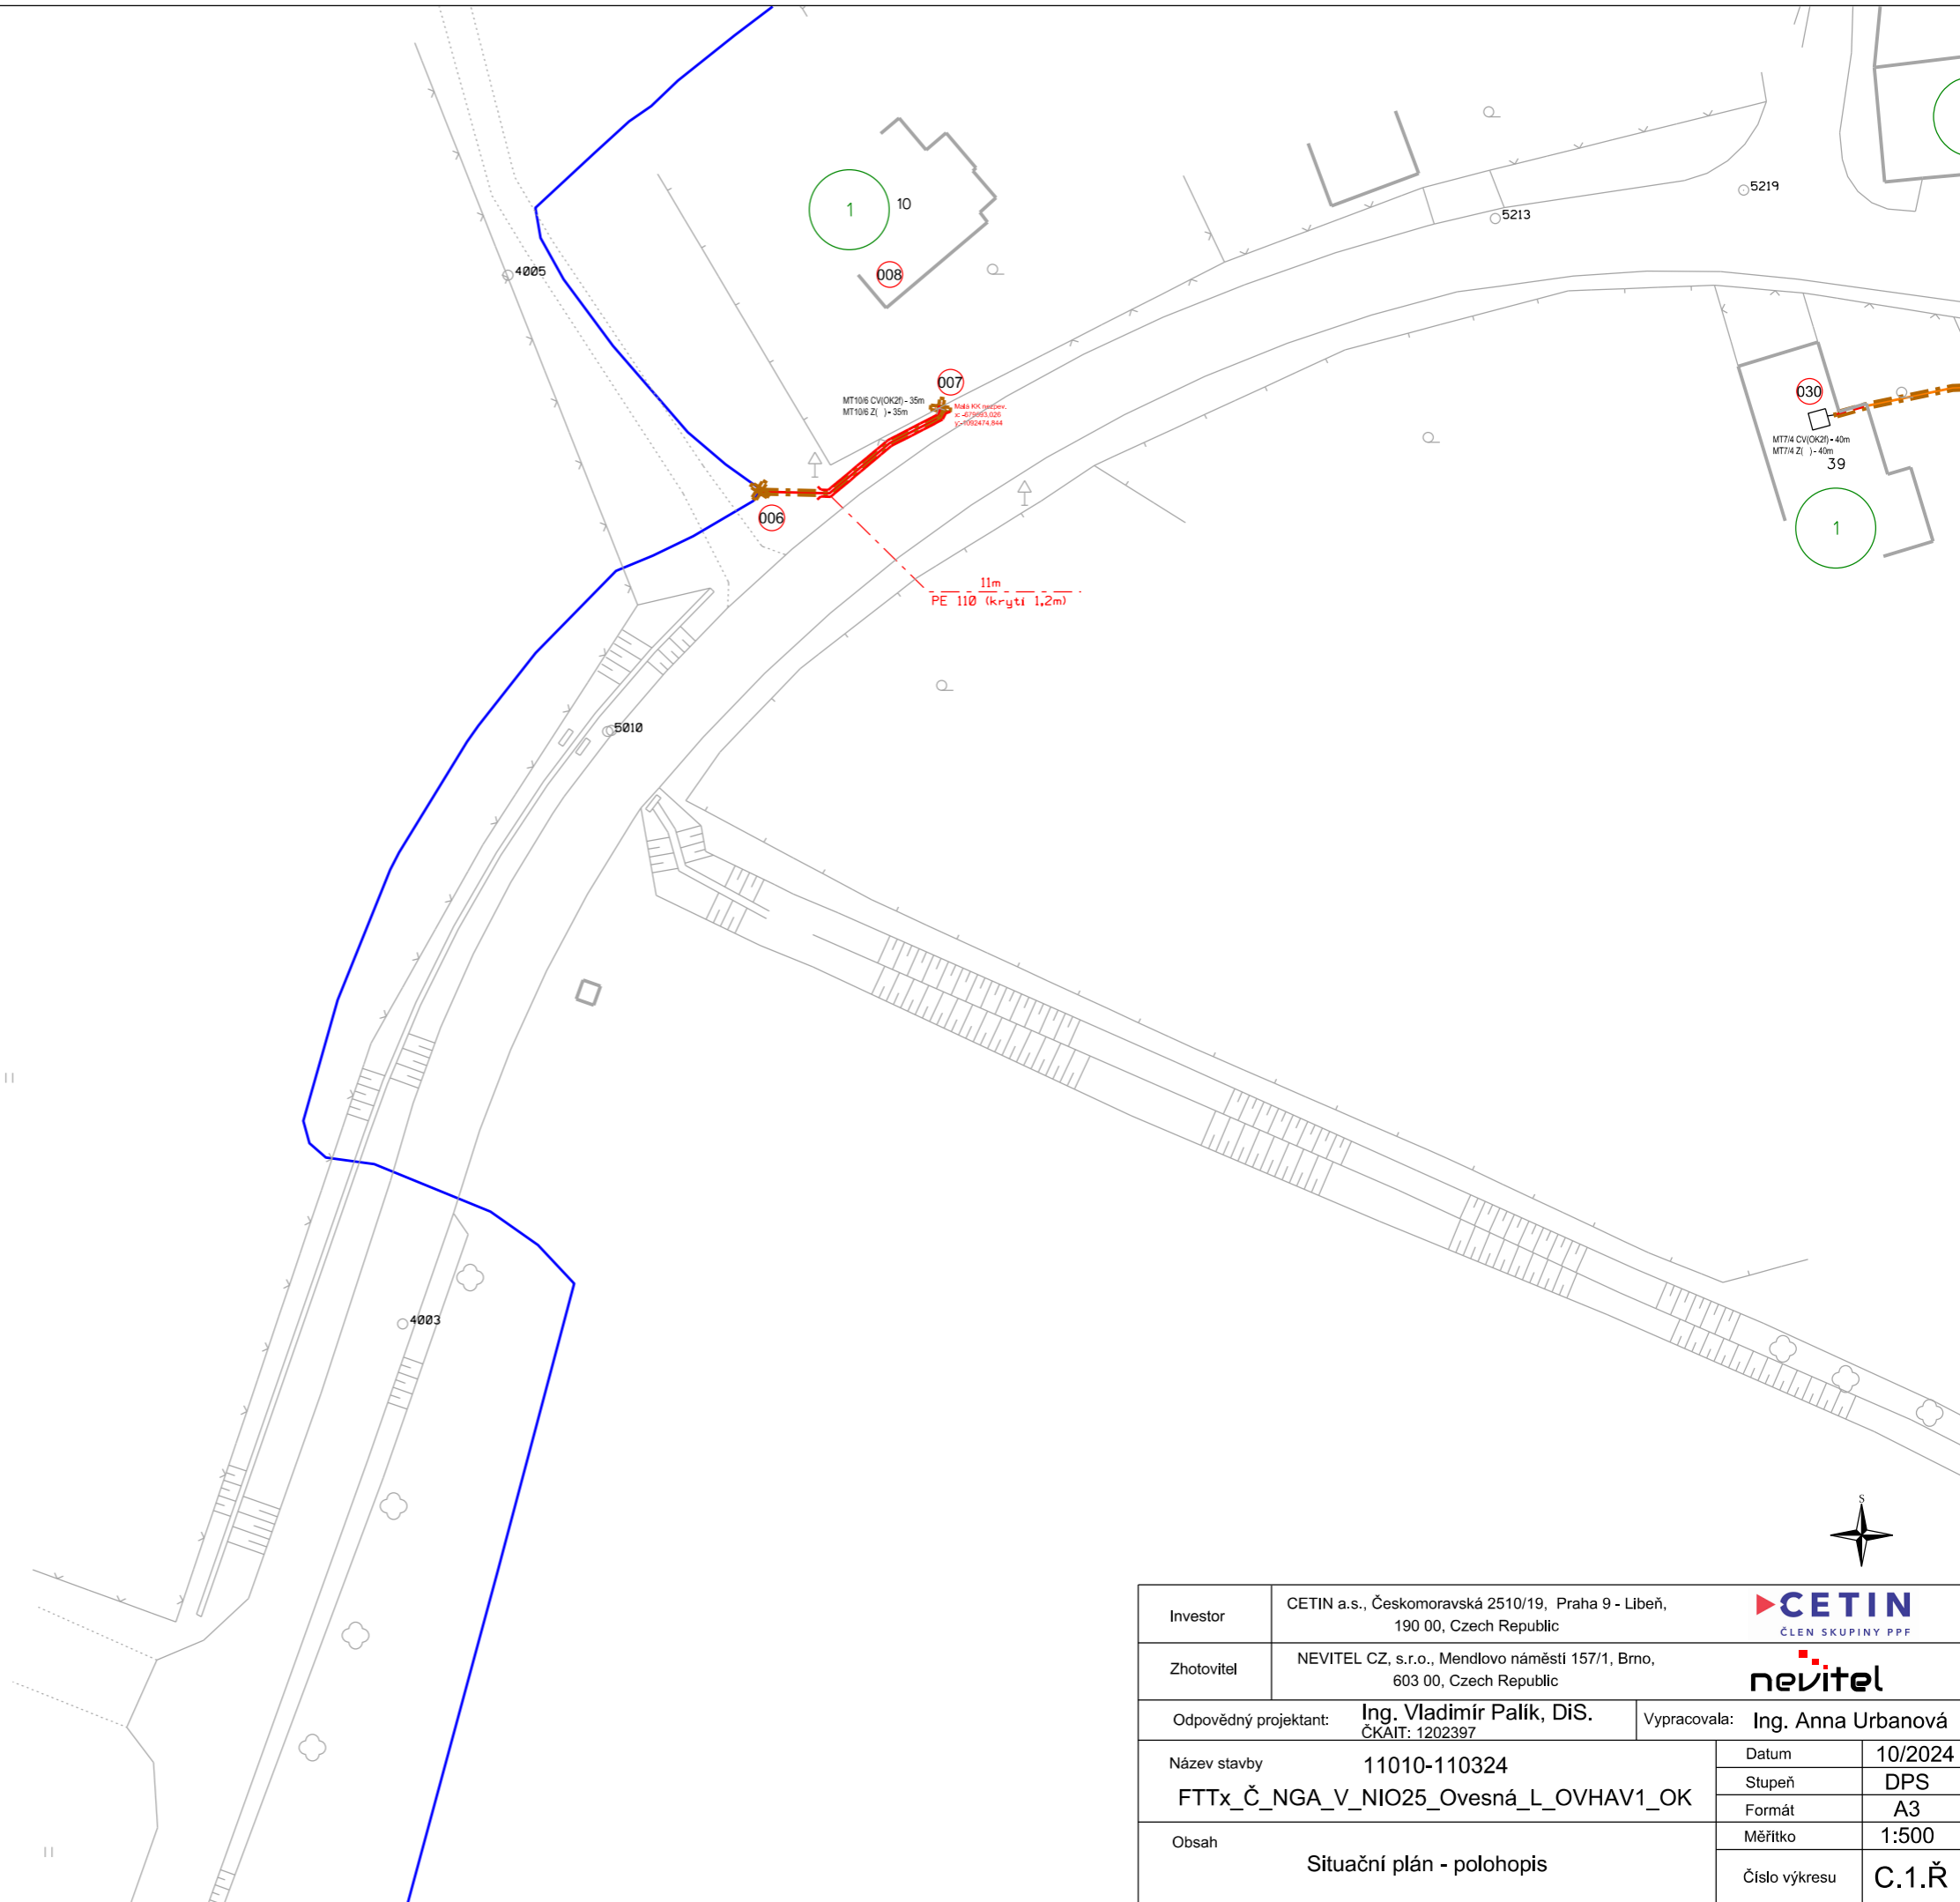 1
10
008
4005
5219
5213
007
MT10/6 CV(OK2f) - 35m
MT10/6 Z( ) - 35m
Malá KK nezpev.
006
11m
PE 110 (krytí 1,2m)
030
MT7/4 CV(OK2f) - 40m
MT7/4 Z( ) - 40m
39
1
5010
4003
S
Investor
CETIN a.s., Českomoravská 2510/19, Praha 9 - Libeň,
190 00, Czech Republic
CETIN
ČLEN SKUPINY PPF
Zhotovitel
NEVITEL CZ, s.r.o., Mendlovo náměstí 157/1, Brno,
603 00, Czech Republic
nevitel
Odpovědný projektant: Ing. Vladimír Palík, DiS.
ČKAIT: 1202397
Vypracovala: Ing. Anna Urbanová
Název stavby 11010-110324
FTTx_Č_NGA_V_NIO25_Ovesná_L_OVHAV1_OK
Datum 10/2024
Stupeň DPS
Formát A3
Měřítko 1:500
Obsah
Situační plán - polohopis
Číslo výkresu C.1.Ř